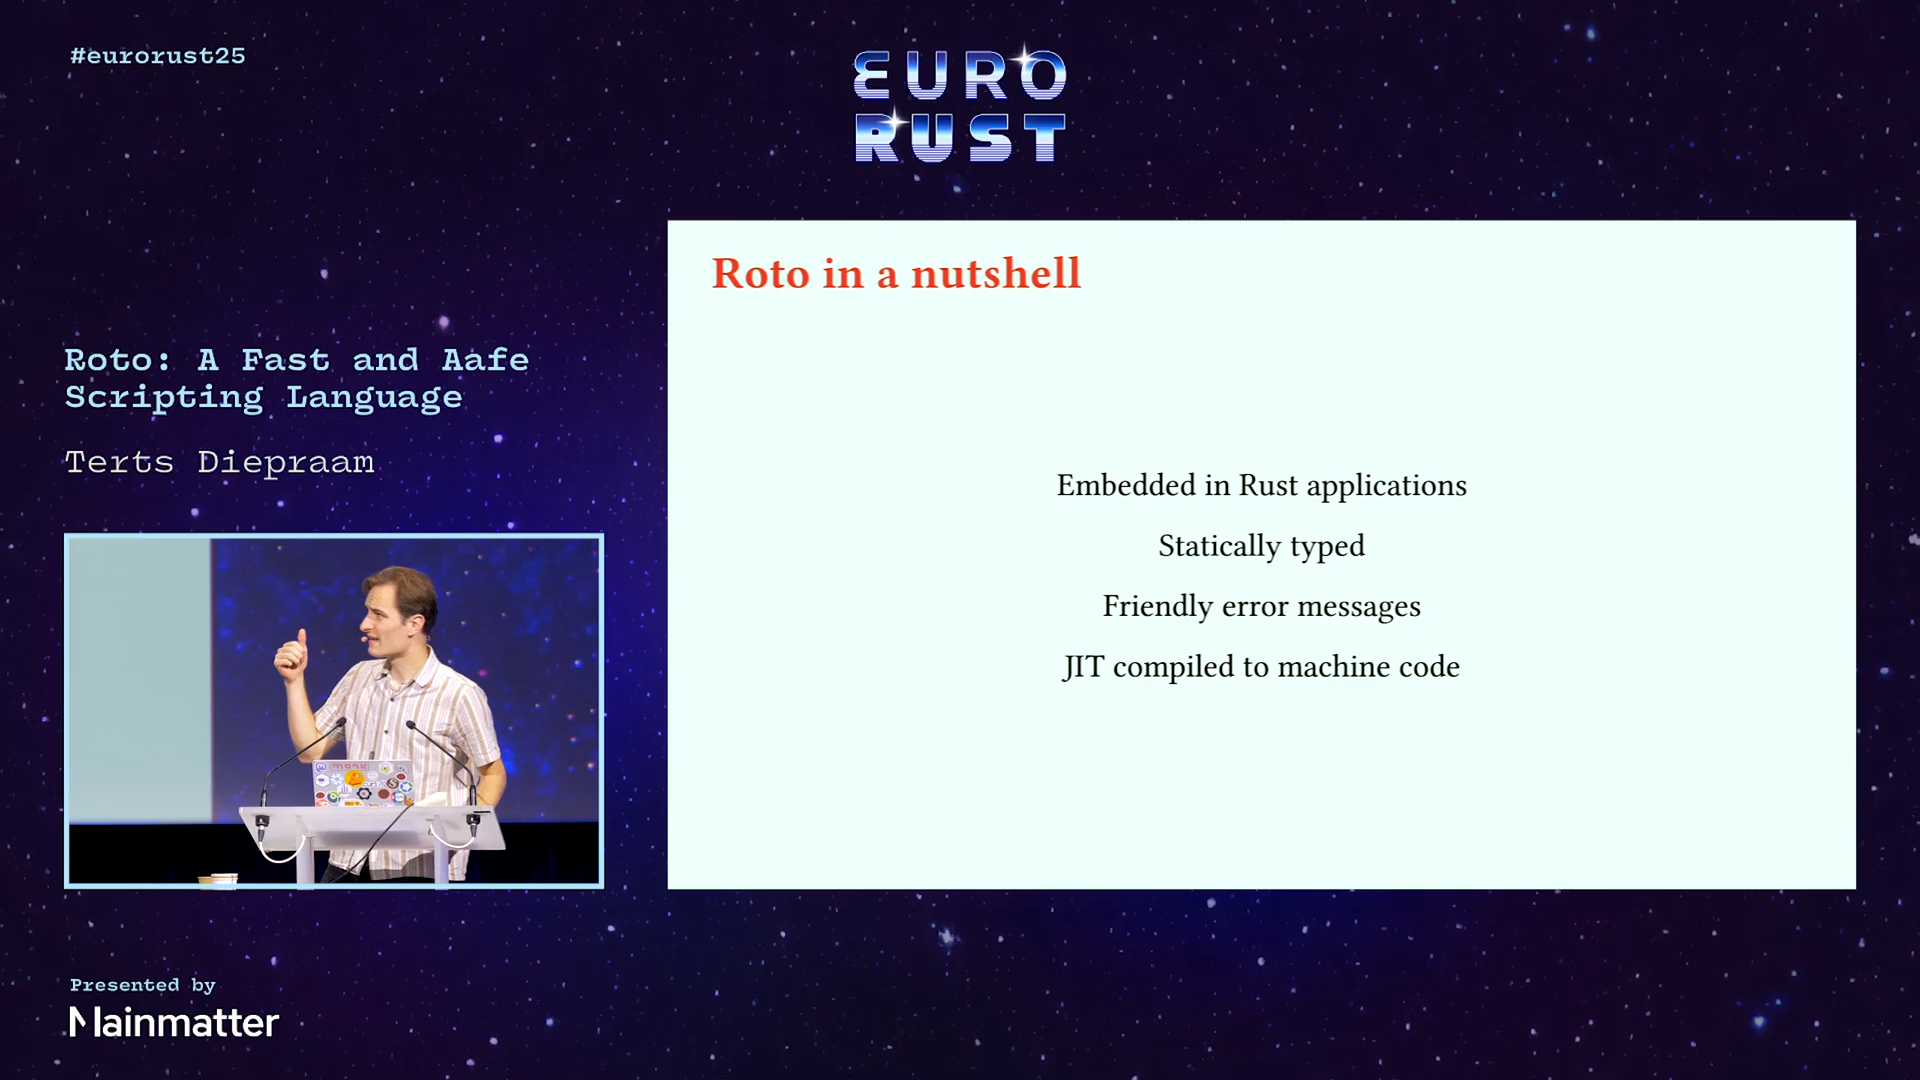 #eurorust25
EURO
RUST
Roto: A Fast and Aafe
Scripting Language
Terts Diepraam
Roto in a nutshell
Embedded in Rust applications
Statically typed
Friendly error messages
JIT compiled to machine code
Presented by
Mainmatter